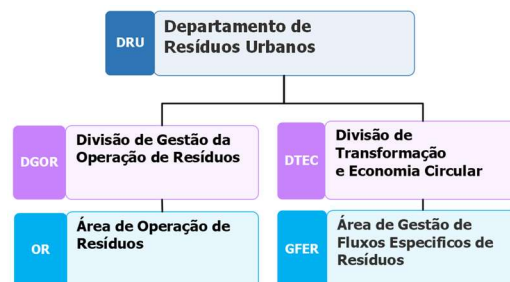 DRU
Departamento de
Resíduos Urbanos
DGOR
Divisão de Gestão da
Operação de Resíduos
DTEC
Divisão de
Transformação
e Economia Circular
OR
Área de Operação de
Resíduos
GFER
Área de Gestão de
Fluxos Especificos de
Resíduos